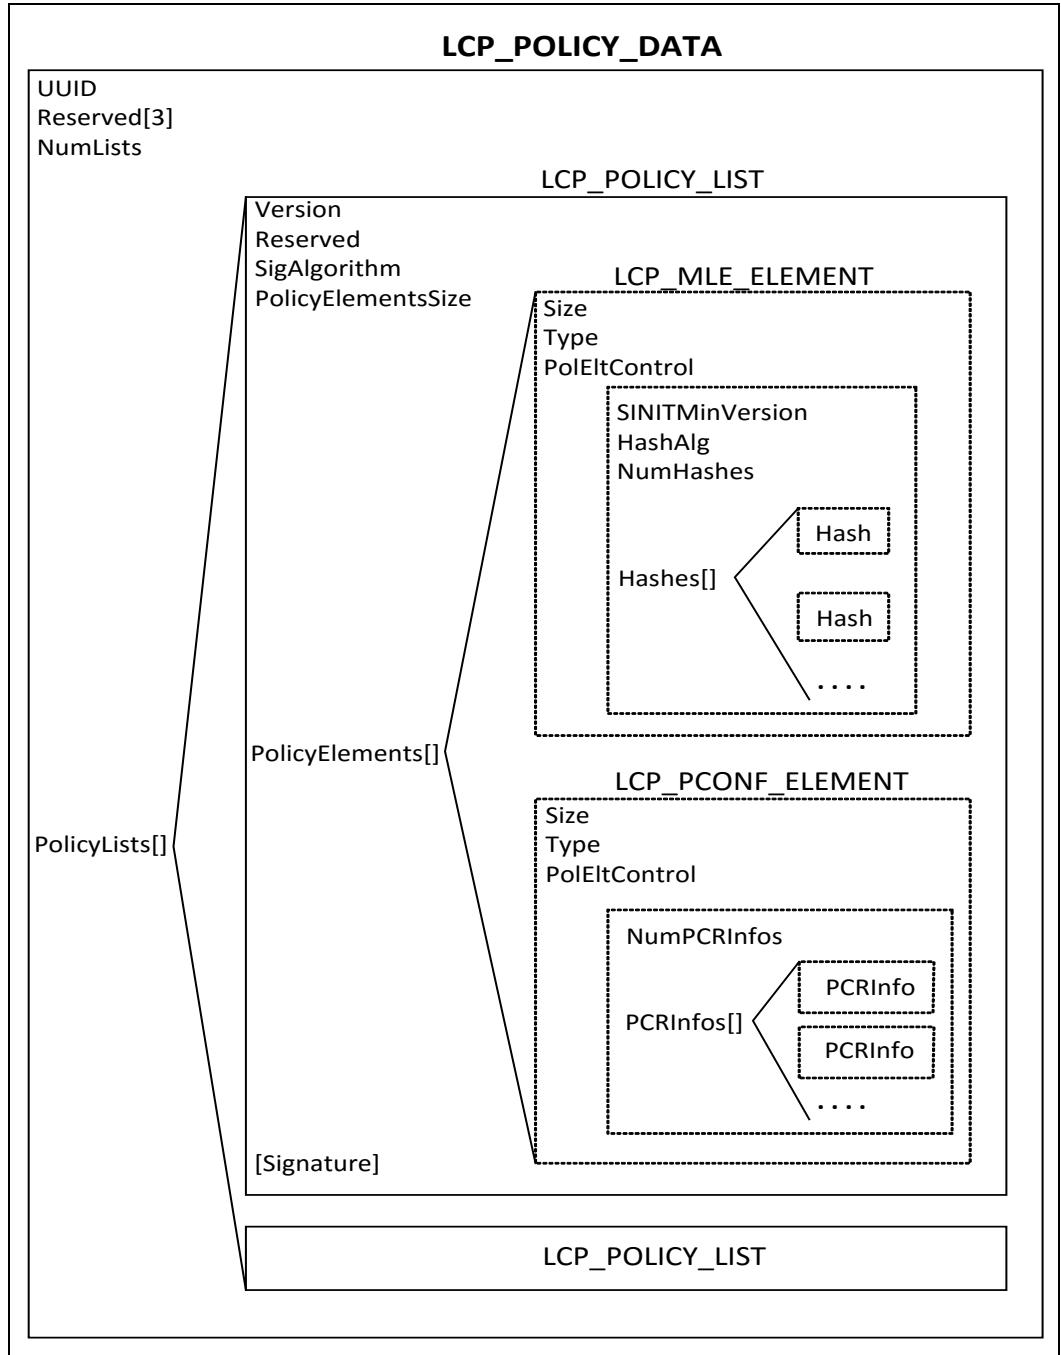 LCP_POLICY_DATA
UUID
Reserved[3]
NumLists
LCP_POLICY_LIST
Version
Reserved
SigAlgorithm
PolicyElementsSize
LCP_MLE_ELEMENT
Size
Type
PolEltControl
SINITMinVersion
HashAlg
NumHashes
Hash
Hashes[]
Hash
. . . .
PolicyElements[]
LCP_PCONF_ELEMENT
Size
Type
PolEltControl
PolicyLists[]
NumPCRInfos
PCRInfo
PCRInfos[]
PCRInfo
. . . .
[Signature]
LCP_POLICY_LIST